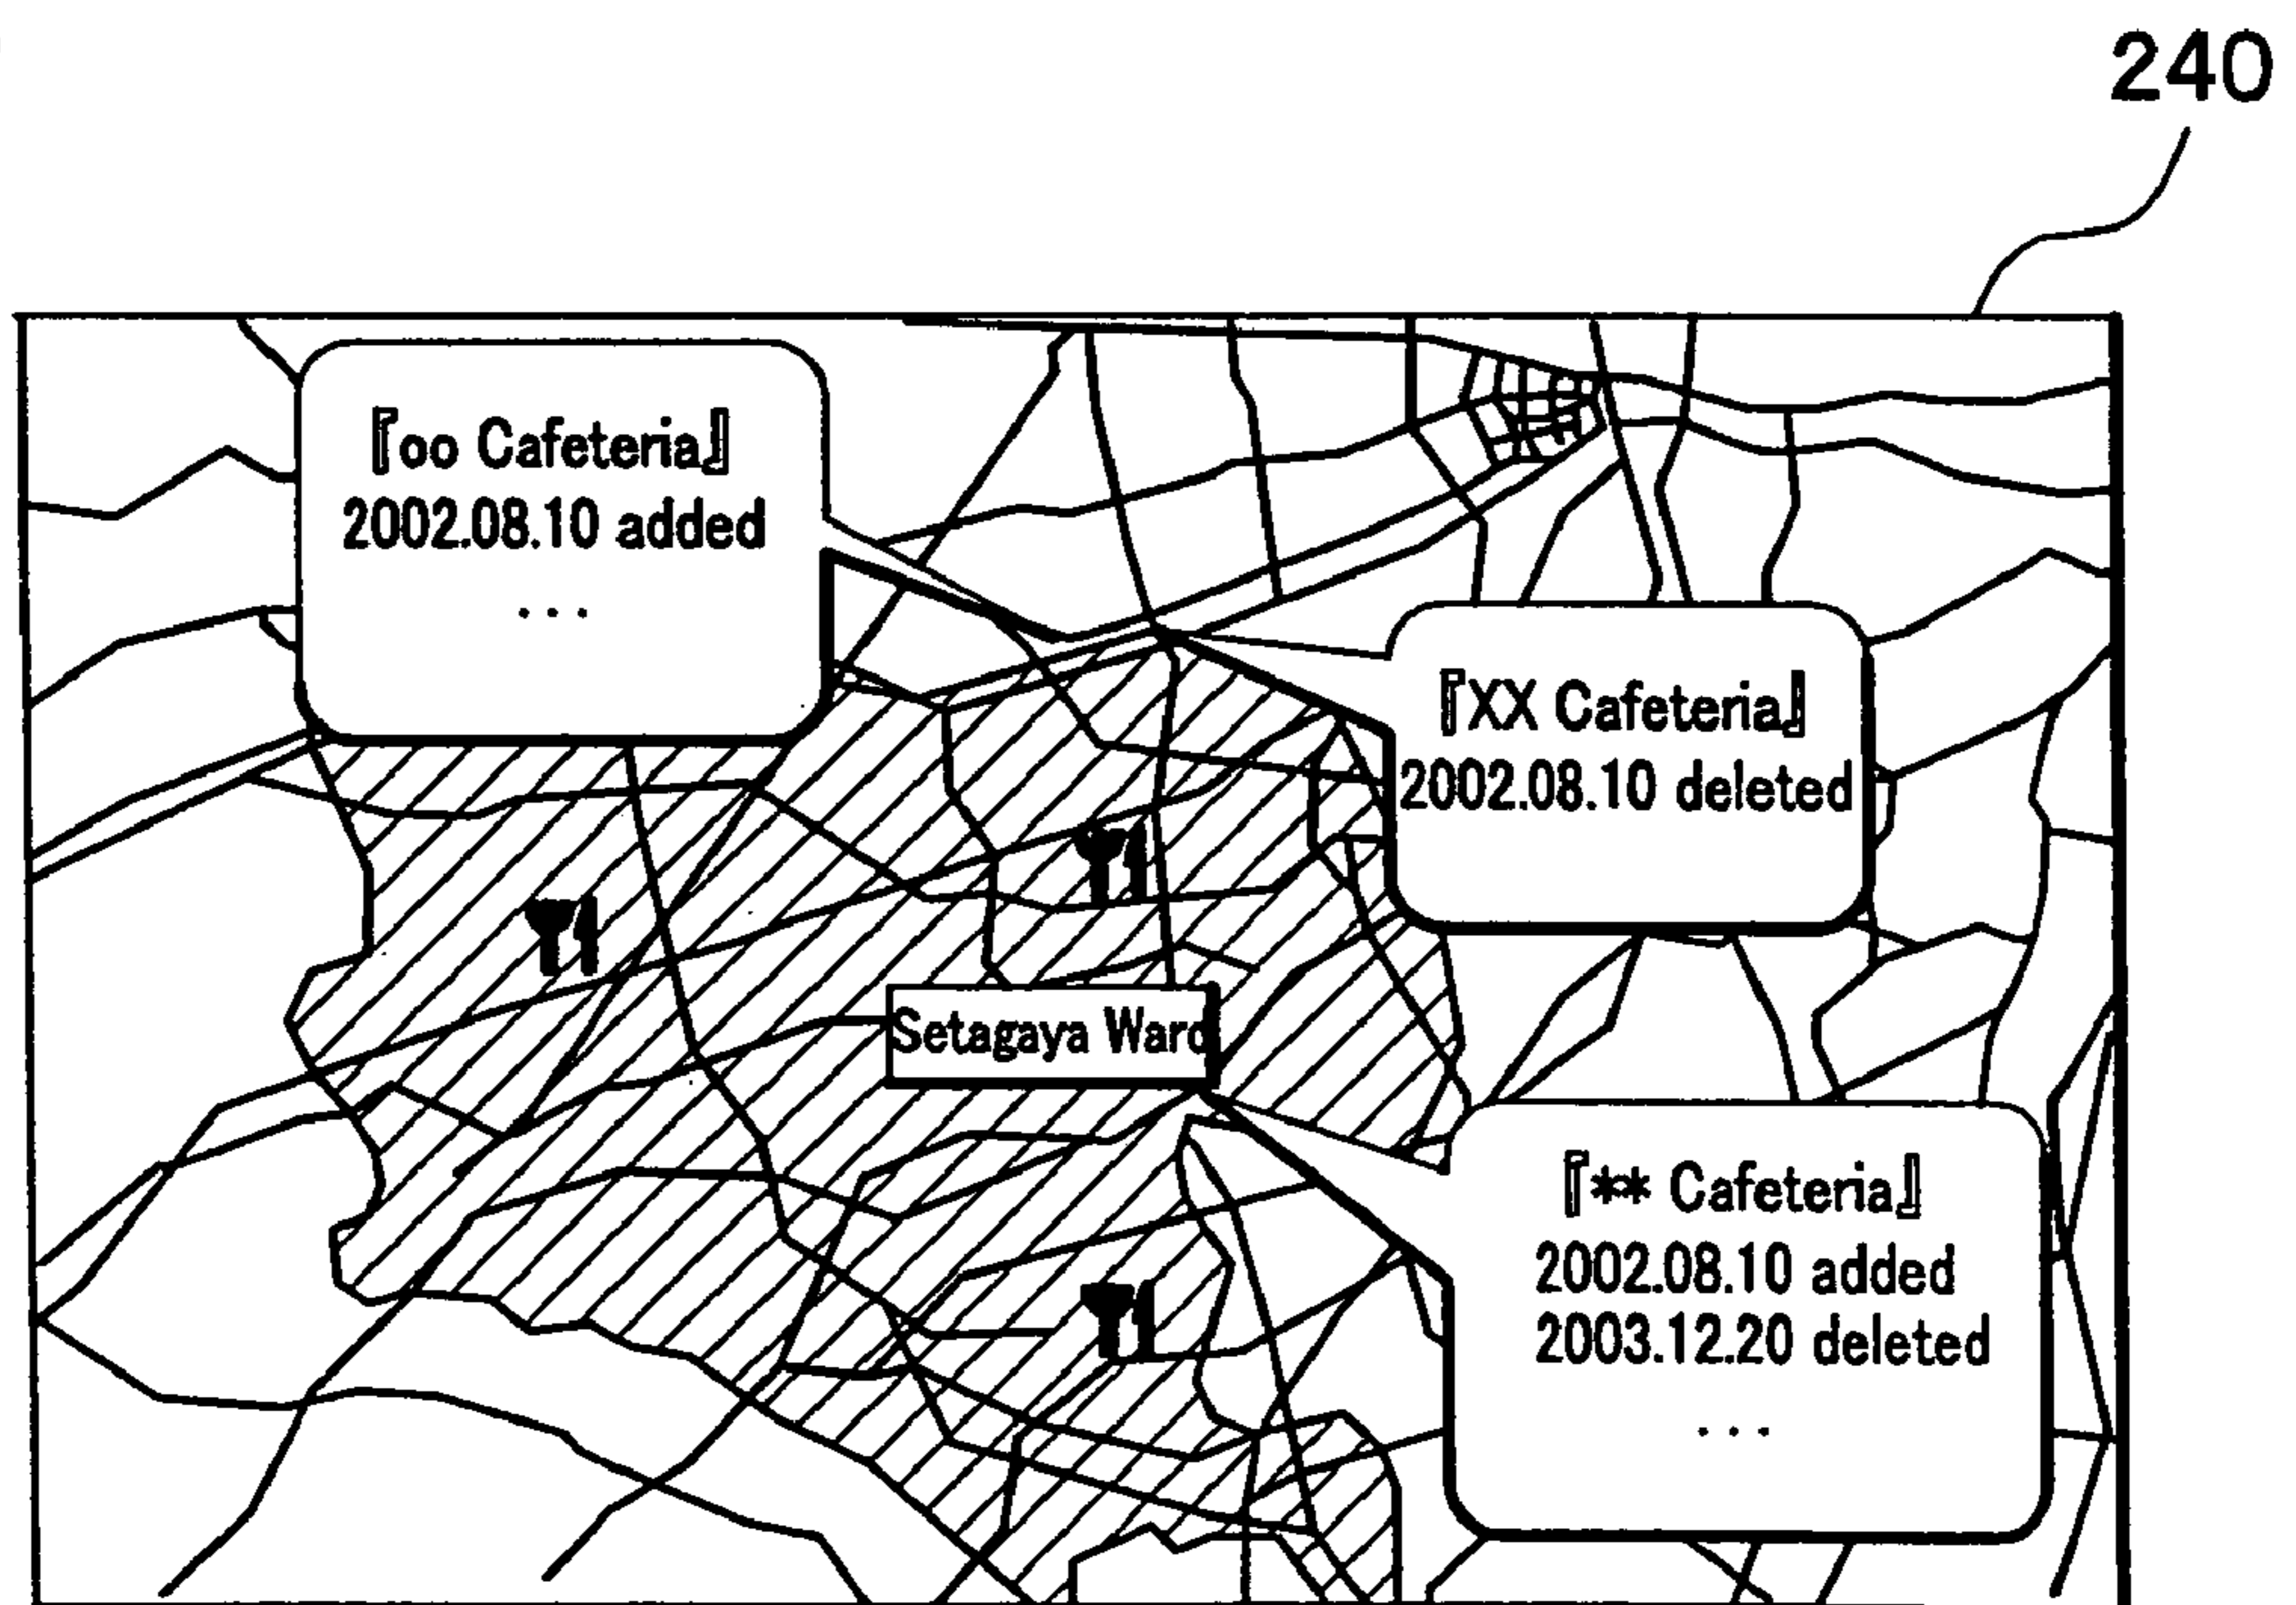 240
『oo Cafeteria』
2002.08.10 added
...
『XX Cafeteria』
2002.08.10 deleted
Setagaya Ward
『** Cafeteria』
2002.08.10 added
2003.12.20 deleted
...